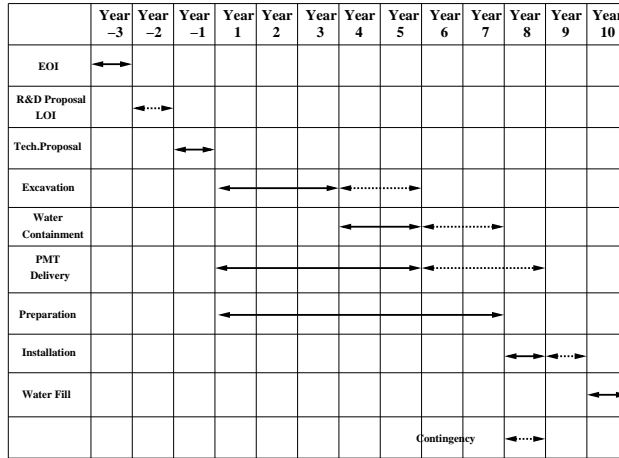 Year Year Year Year Year Year Year Year Year Year Year Year Year
–3 –2 –1 1 2 3 4 5 6 7 8 9 10
EOI
R&D Proposal
LOI
Tech.Proposal
Excavation
Water
Containment
PMT
Delivery
Preparation
Installation
Water Fill
Contingency